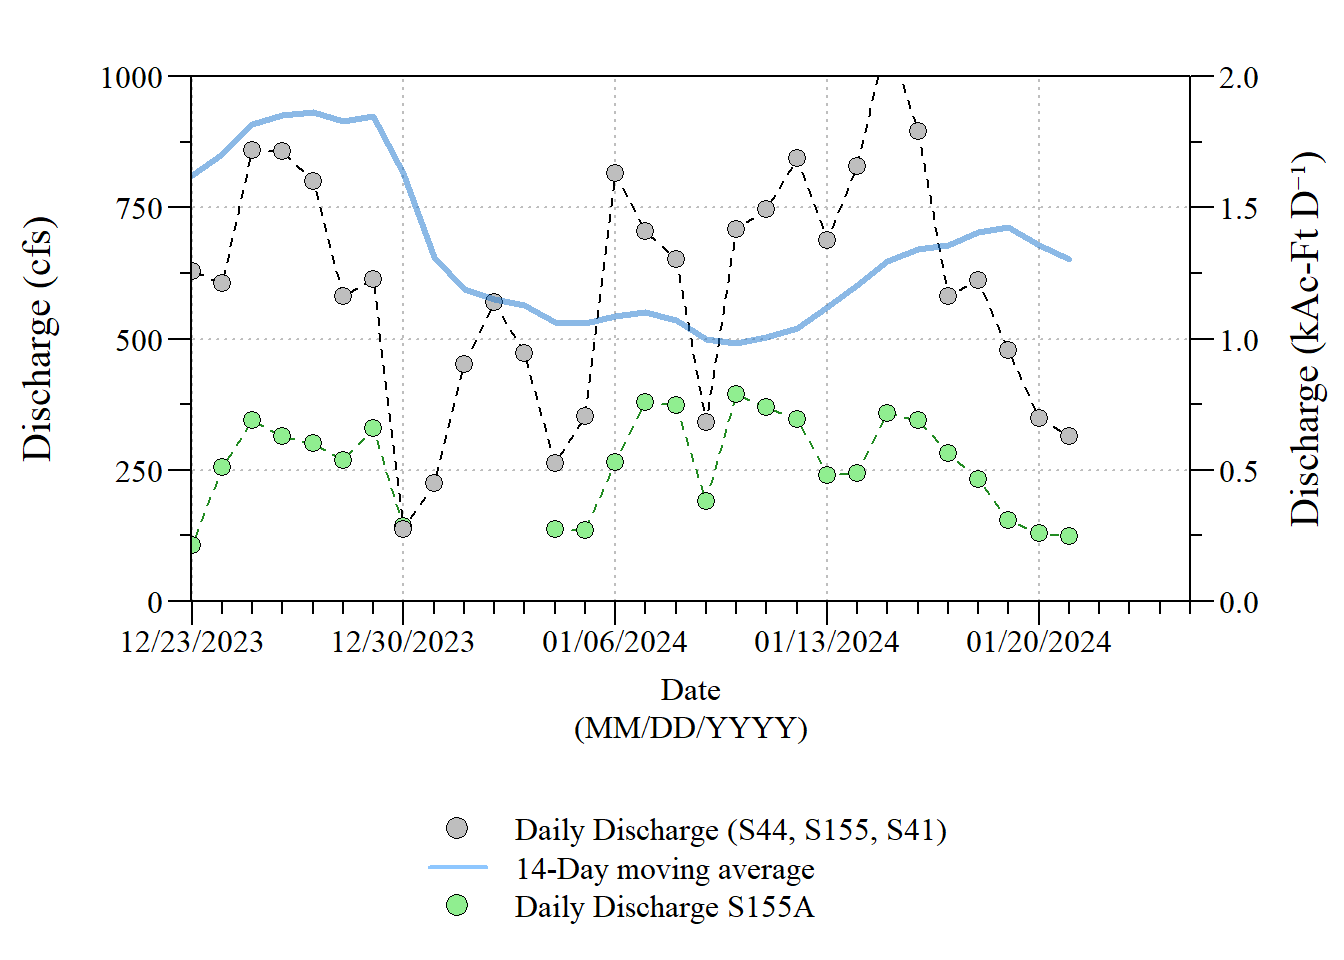 1000
750
500
250
0
Discharge (cfs)
2.0
1.5
1.0
0.5
0.0
Discharge (kAc-Ft D⁻¹)
12/23/2023 12/30/2023 01/06/2024 01/13/2024 01/20/2024
Date
(MM/DD/YYYY)
Daily Discharge (S44, S155, S41)
14-Day moving average
Daily Discharge S155A